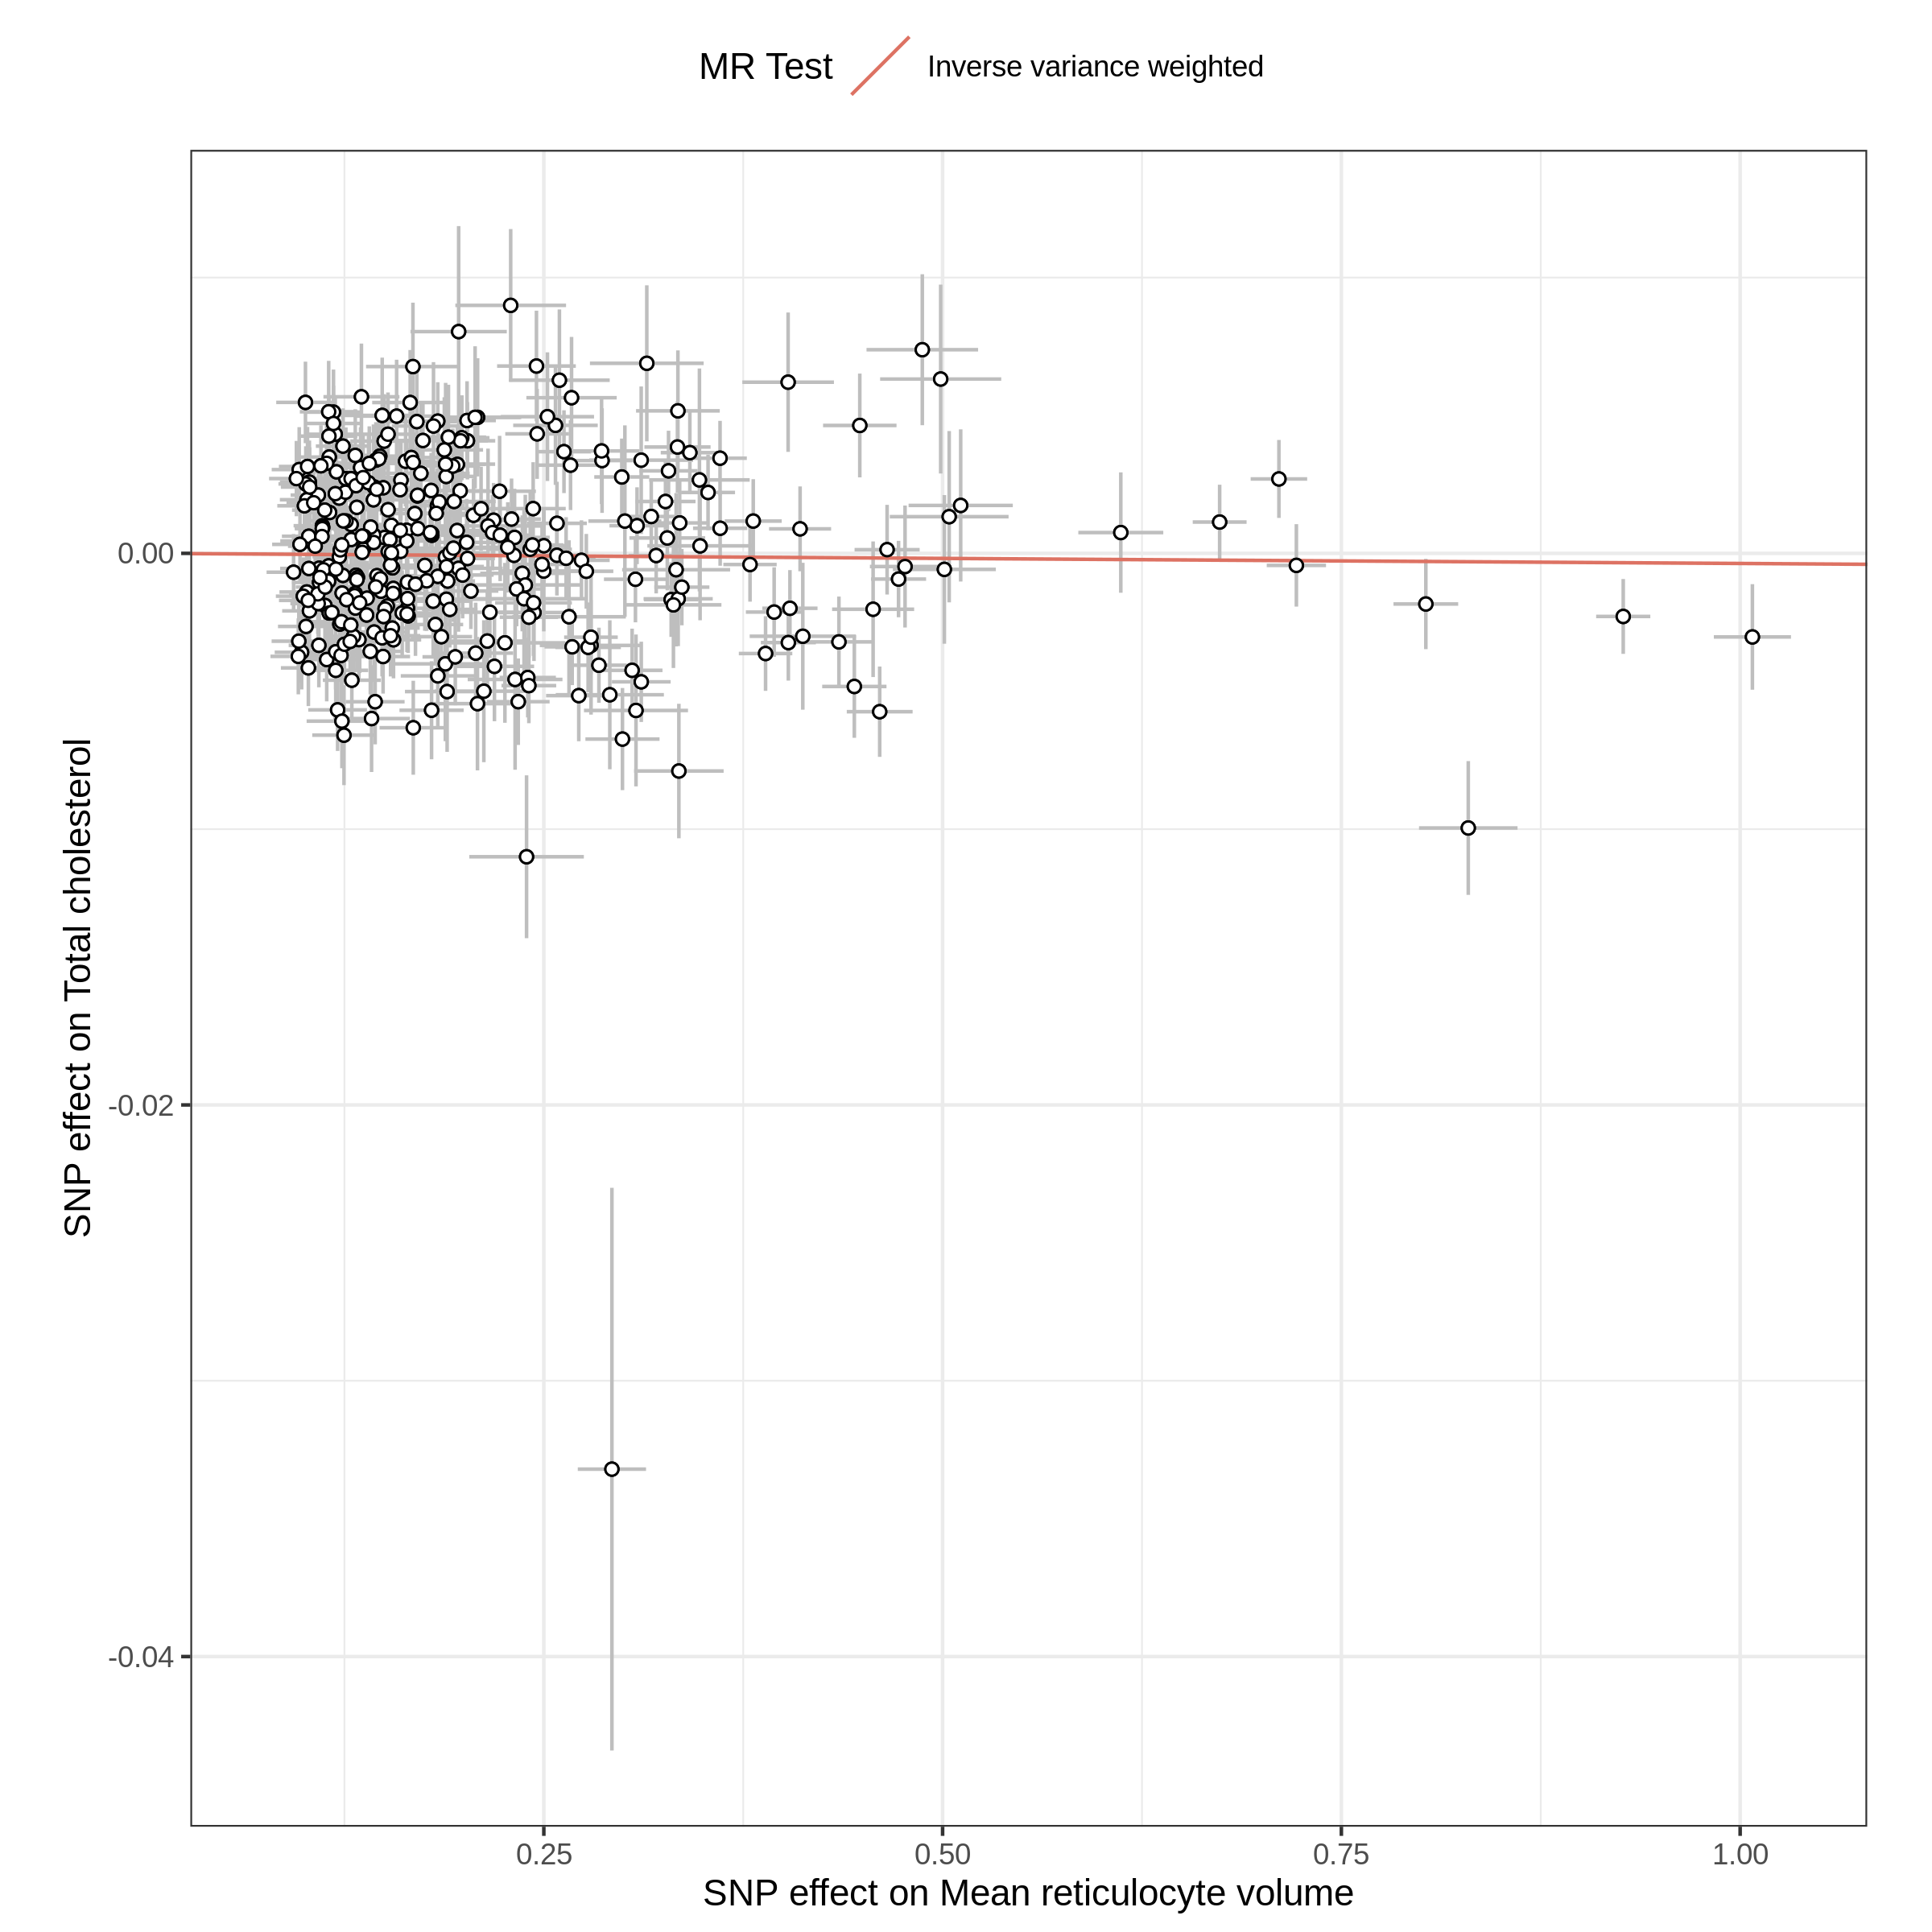 MR Test
Inverse variance weighted
0.00
-0.02
-0.04
SNP effect on Total cholesterol
0.25
0.50
0.75
1.00
SNP effect on Mean reticulocyte volume